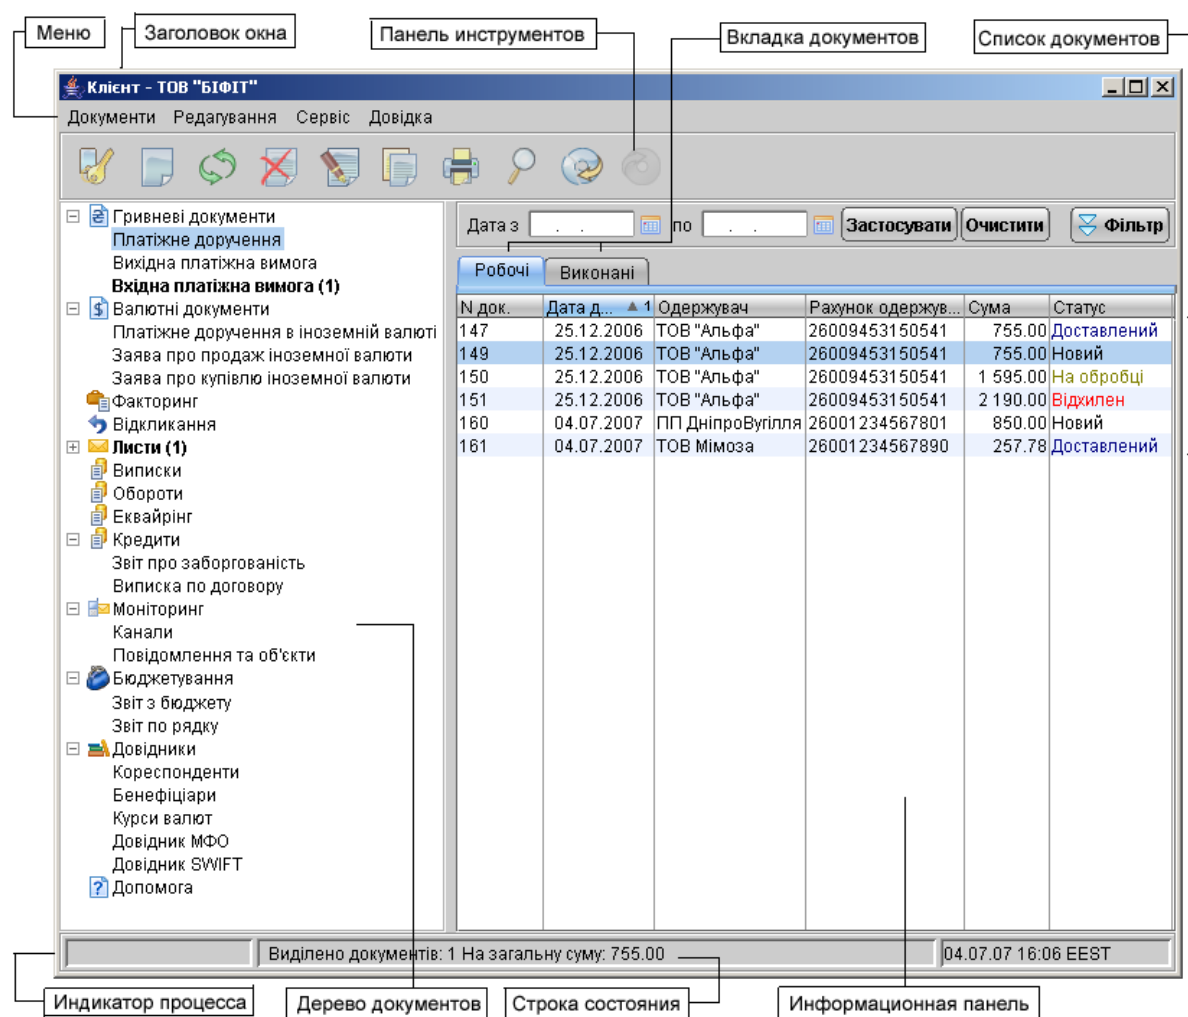 Меню
Заголовок окна
Панель инструментов
Вкладка документов
Список документов
Клієнт - ТОВ "БІФІТ"
Документи Редагування Сервіс Довідка
Гривневі документи
Платіжне доручення
Вихідна платіжна вимога
Вхідна платіжна вимога (1)
Валютні документи
Платіжне доручення в іноземній валюті
Заява про продаж іноземної валюти
Заява про купівлю іноземної валюти
Факторинг
Відкликання
Листи (1)
Виписки
Обороти
Еквайрінг
Кредити
Звіт про заборгованість
Виписка по договору
Моніторинг
Канали
Повідомлення та об'єкти
Бюджетування
Звіт з бюджету
Звіт по рядку
Довідники
Кореспонденти
Бенефіціари
Курси валют
Довідник МФО
Довідник SWIFT
Допомога
Дата з . . по . . Застосувати Очистити Фільтр
Робочі Виконані
N док. Дата д... 1 Одержувач Рахунок одержув... Сума Статус
147 25.12.2006 ТОВ "Альфа" 26009453150541 755.00 Доставлений
149 25.12.2006 ТОВ "Альфа" 26009453150541 755.00 Новий
150 25.12.2006 ТОВ "Альфа" 26009453150541 1 595.00 На обробці
151 25.12.2006 ТОВ "Альфа" 26009453150541 2 190.00 Відхилен
160 04.07.2007 ПП ДніпроВугілля 26001234567801 850.00 Новий
161 04.07.2007 ТОВ Мімоза 26001234567890 257.78 Доставлений
Виділено документів: 1 На загальну суму: 755.00
04.07.07 16:06 EEST
Индикатор процесса
Дерево документов
Строка состояния
Информационная панель